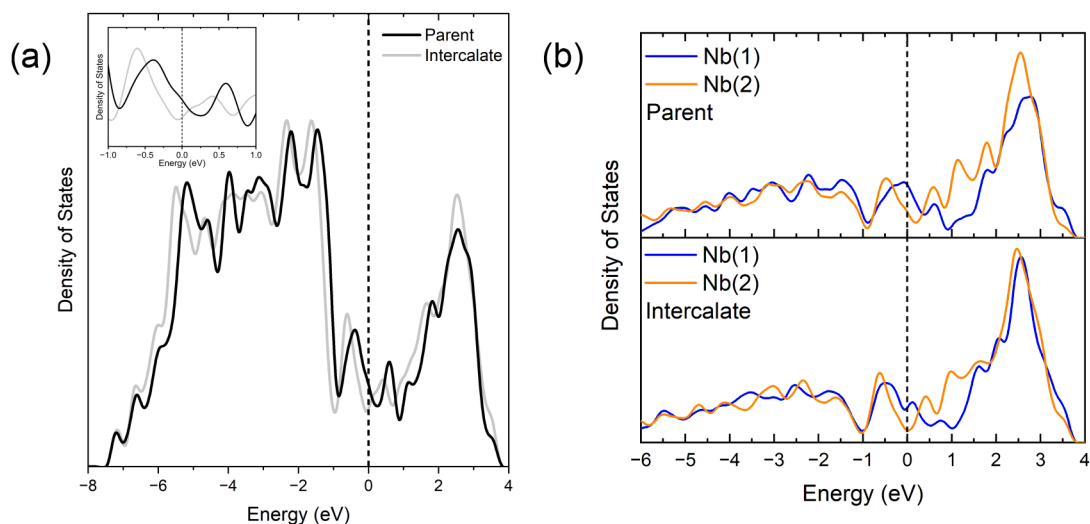 (a)
Parent
Intercalate
Density of States
−1.0 −0.5 0.0 0.5 1.0
Energy (eV)
Density of States
−8 −6 −4 −2 0 2 4
Energy (eV)
(b)
Nb(1)
Nb(2)
Parent
Nb(1)
Nb(2)
Intercalate
Density of States
−6 −5 −4 −3 −2 −1 0 1 2 3 4
Energy (eV)